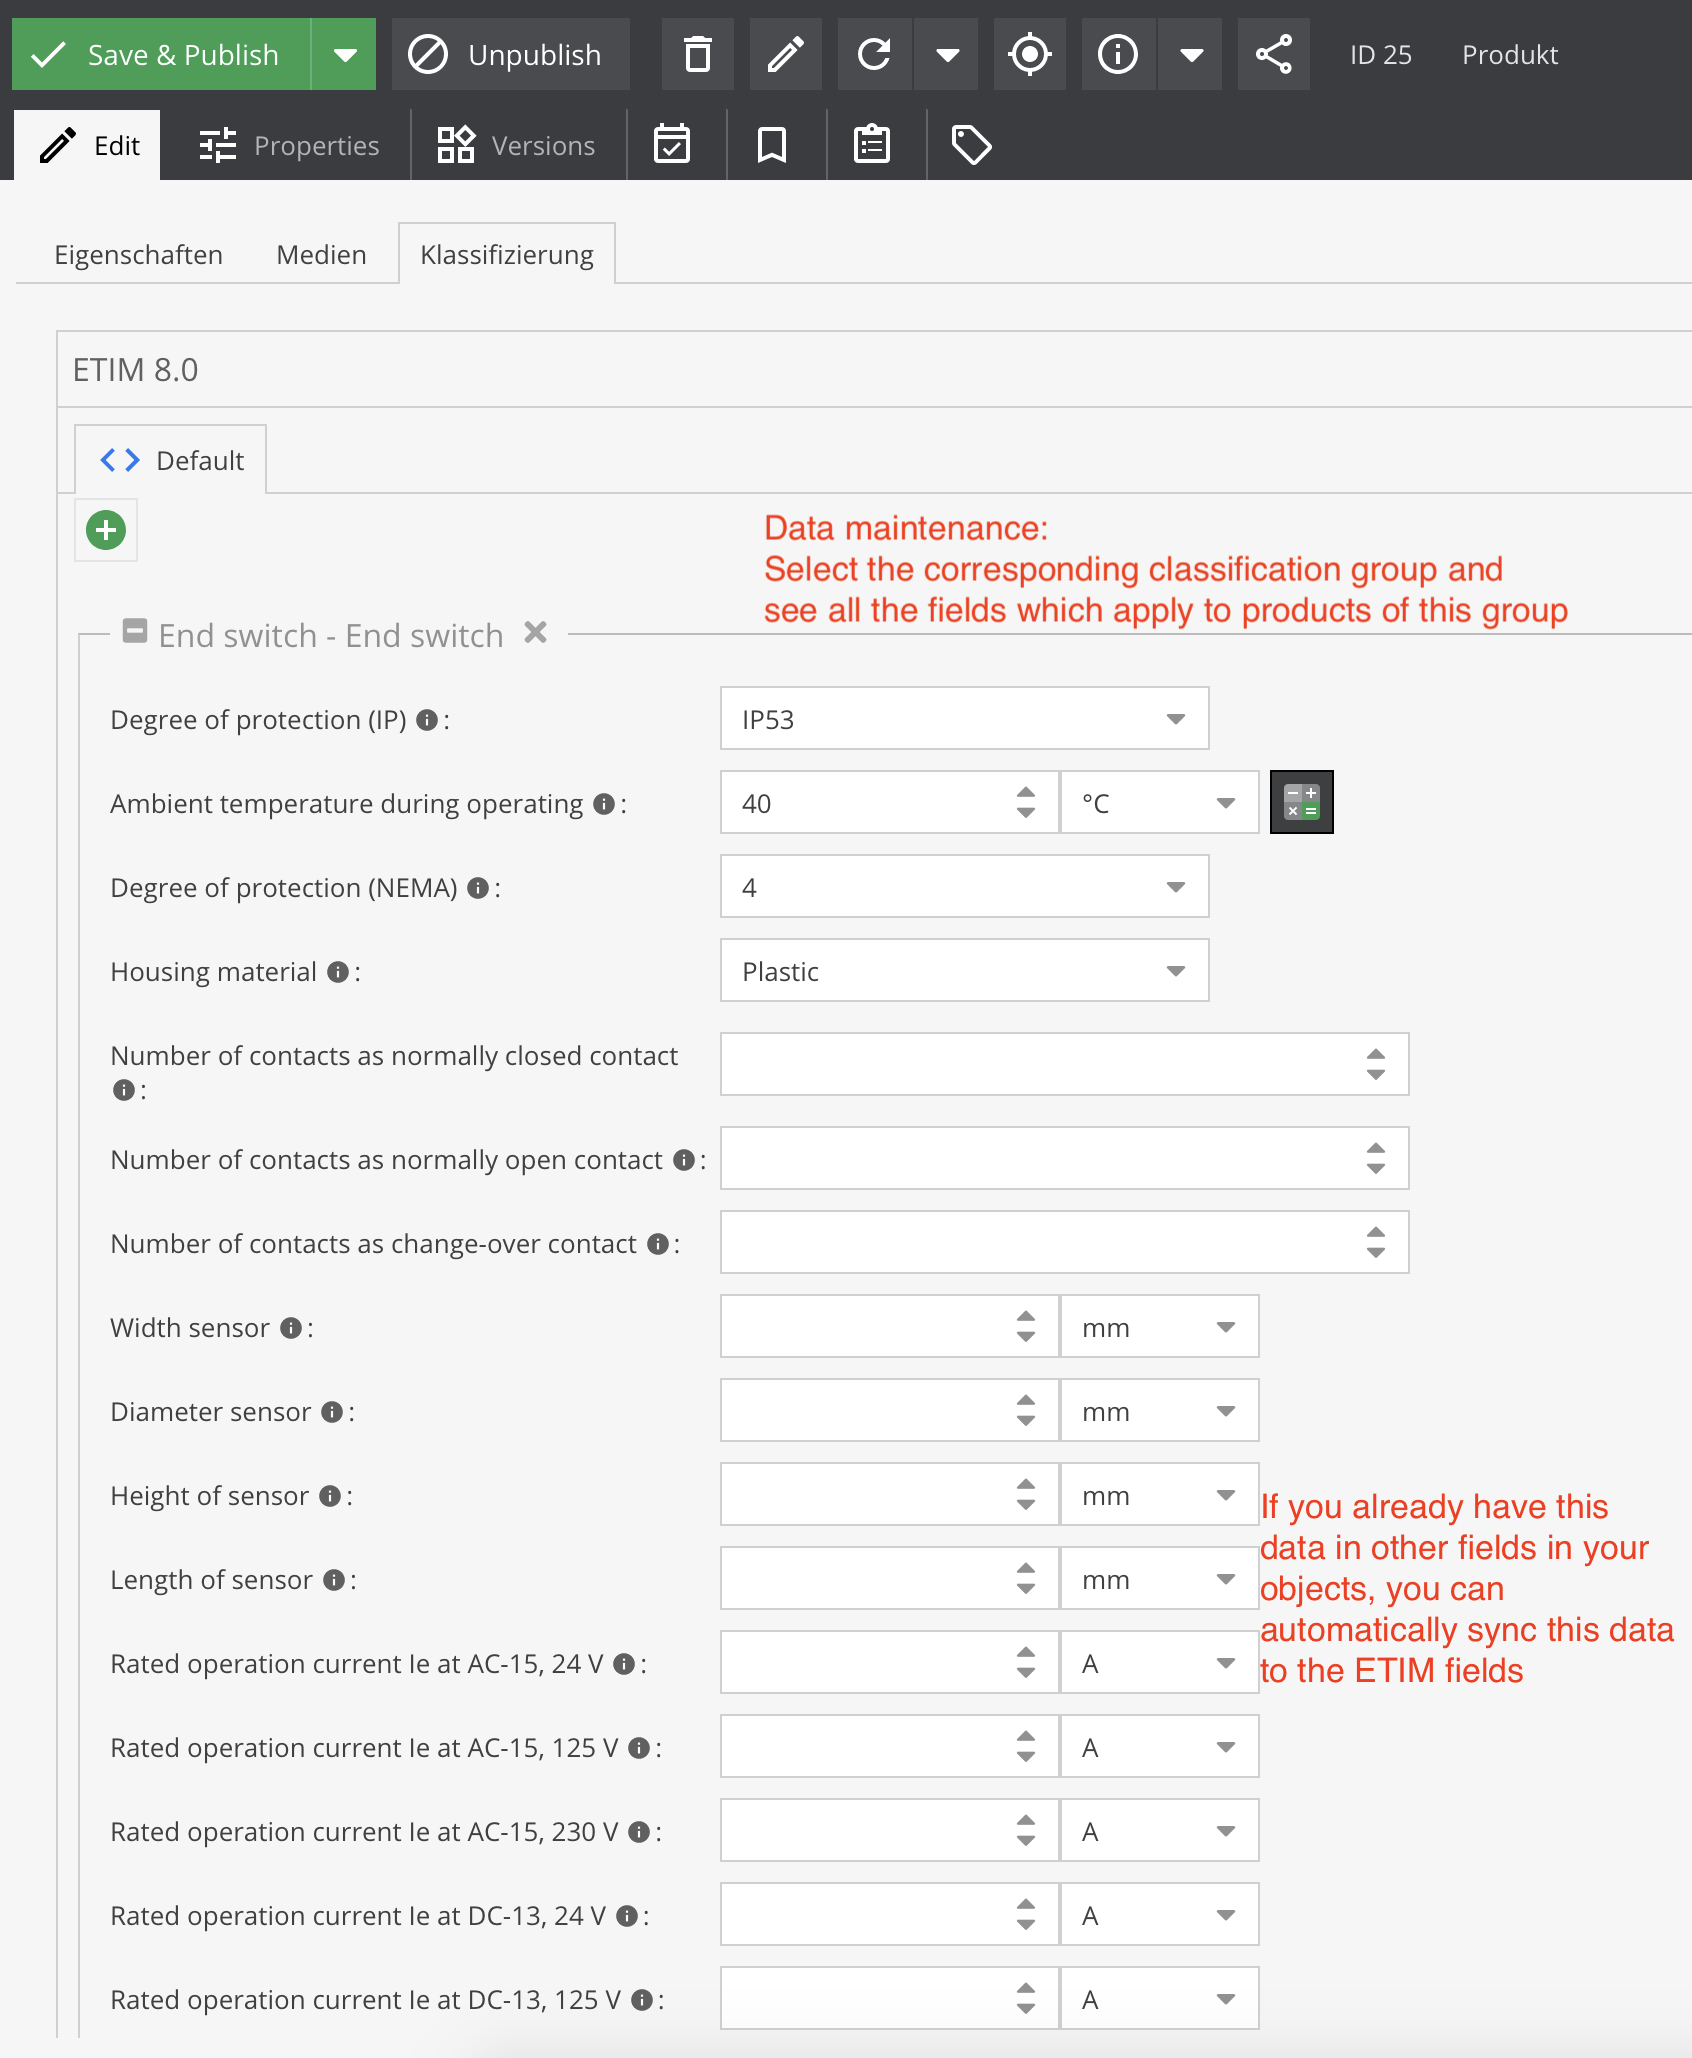 Save & Publish
Unpublish
ID 25
Produkt
Edit
Properties
Versions
Eigenschaften
Medien
Klassifizierung
ETIM 8.0
Default
Data maintenance:
Select the corresponding classification group and
see all the fields which apply to products of this group
End switch - End switch
Degree of protection (IP) :
IP53
Ambient temperature during operating :
40
°C
Degree of protection (NEMA) :
4
Housing material :
Plastic
Number of contacts as normally closed contact
:
Number of contacts as normally open contact :
Number of contacts as change-over contact :
Width sensor :
mm
Diameter sensor :
mm
Height of sensor :
mm
Length of sensor :
mm
If you already have this
data in other fields in your
objects, you can
automatically sync this data
to the ETIM fields
Rated operation current Ie at AC-15, 24 V :
A
Rated operation current Ie at AC-15, 125 V :
A
Rated operation current Ie at AC-15, 230 V :
A
Rated operation current Ie at DC-13, 24 V :
A
Rated operation current Ie at DC-13, 125 V :
A